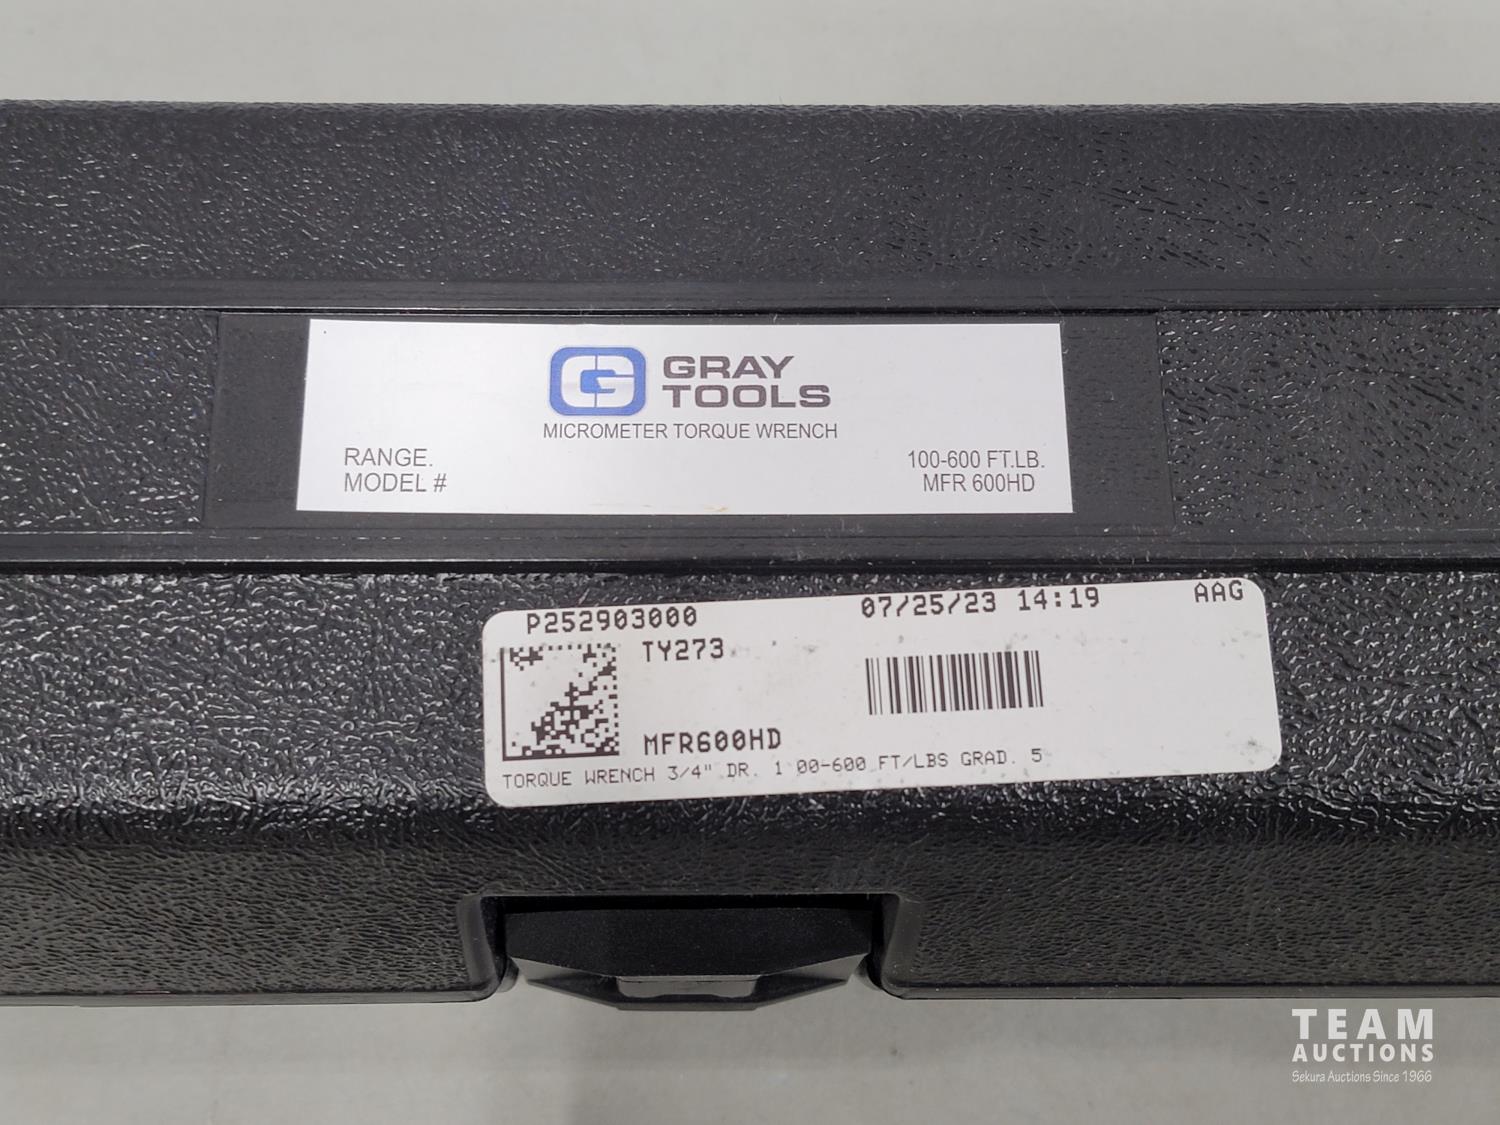 GRAY
TOOLS
MICROMETER TORQUE WRENCH
RANGE. 100-600 FT.LB.
MODEL # MFR 600HD
P252903000 07/25/23 14:19 AAG
TY273
MFR600HD
TORQUE WRENCH 3/4" DR. 1 00-600 FT/LBS GRAD. 5
TEAM
AUCTIONS
Sekura Auctions Since 1966